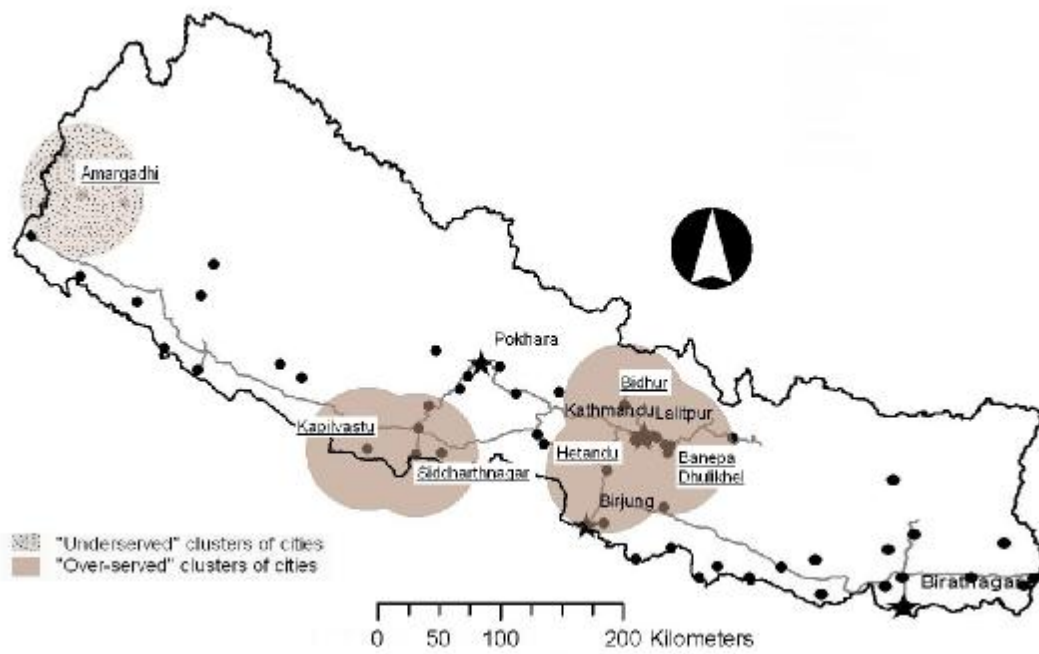 Amargadhi
Pokhara
Bidhur
Kathmandu
Lalitpur
Kapilvastu
Hetandu
Banepa
Dhulikhel
Siddharthnagar
Birjung
"Underserved" clusters of cities
"Over-served" clusters of cities
Biratnagar
0 50 100 200 Kilometers